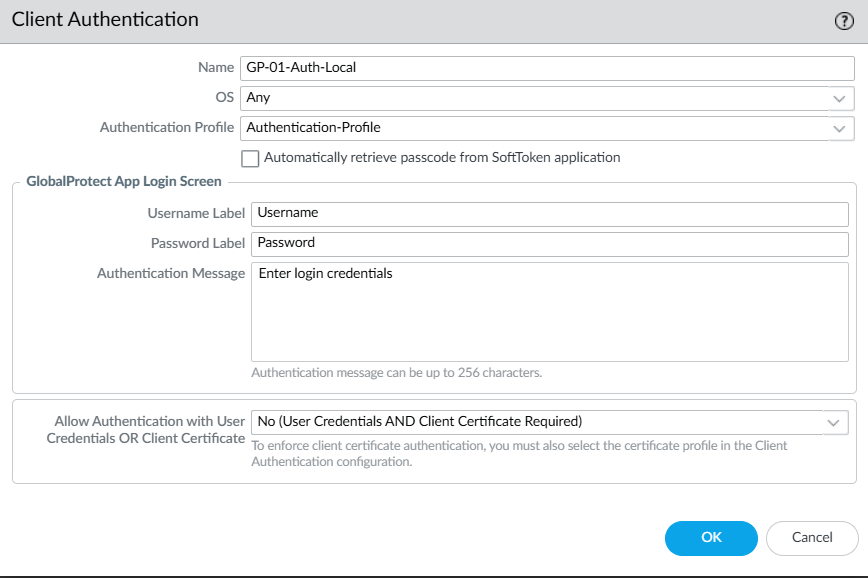 Client Authentication
?
Name GP-01-Auth-Local
OS Any
Authentication Profile Authentication-Profile
Automatically retrieve passcode from SoftToken application
GlobalProtect App Login Screen
Username Label Username
Password Label Password
Authentication Message Enter login credentials
Authentication message can be up to 256 characters.
Allow Authentication with User Credentials OR Client Certificate No (User Credentials AND Client Certificate Required)
To enforce client certificate authentication, you must also select the certificate profile in the Client
Authentication configuration.
OK Cancel